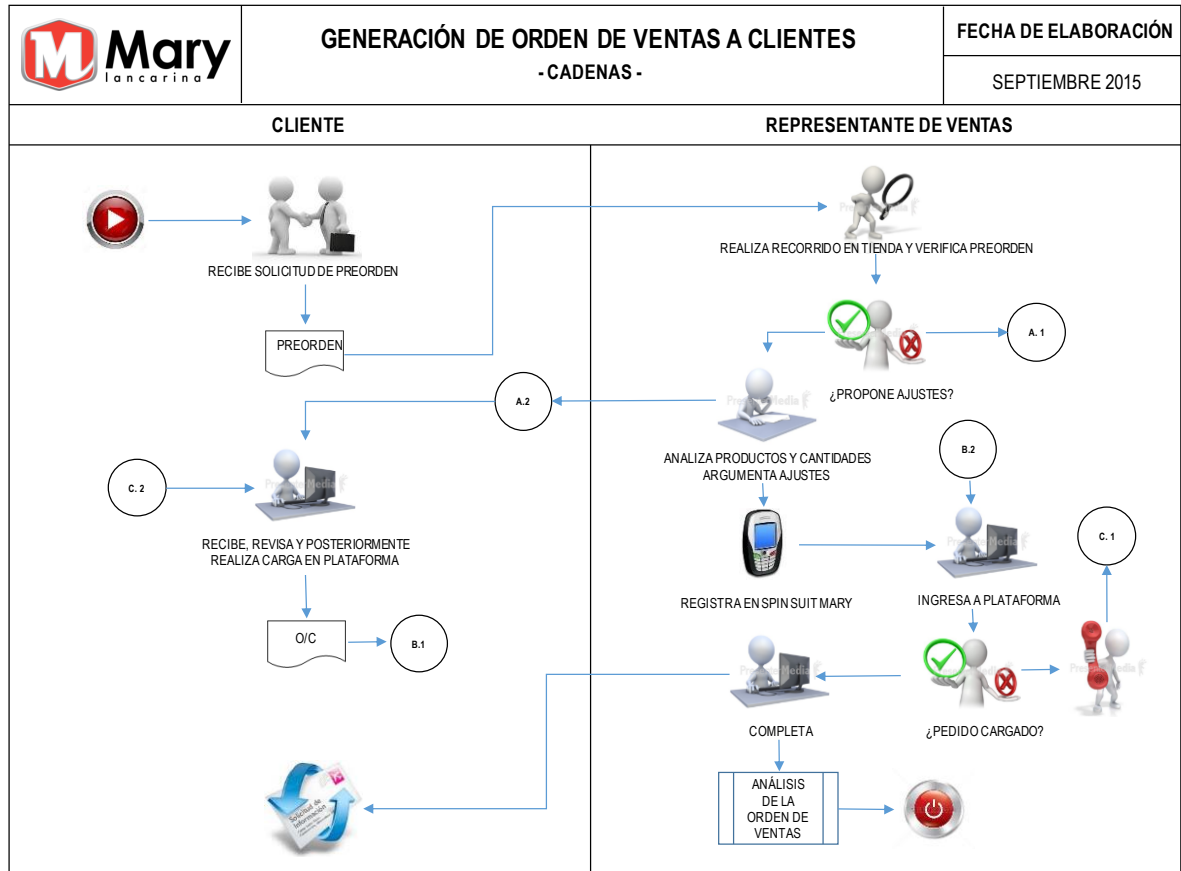 M Mary
lancarina
GENERACIÓN DE ORDEN DE VENTAS A CLIENTES
- CADENAS -
FECHA DE ELABORACIÓN
SEPTIEMBRE 2015
CLIENTE
REPRESENTANTE DE VENTAS
RECIBE SOLICITUD DE PREORDEN
PREORDEN
REALIZA RECORRIDO EN TIENDA Y VERIFICA PREORDEN
A. 1
¿PROPONE AJUSTES?
A.2
ANALIZA PRODUCTOS Y CANTIDADES
ARGUMENTA AJUSTES
B.2
C. 2
RECIBE, REVISA Y POSTERIORMENTE
REALIZA CARGA EN PLATAFORMA
C. 1
REGISTRA EN SPIN SUIT MARY
INGRESA A PLATAFORMA
O/C
B.1
COMPLETA
¿PEDIDO CARGADO?
Solicitud de
Información
ANÁLISIS
DE LA
ORDEN DE
VENTAS